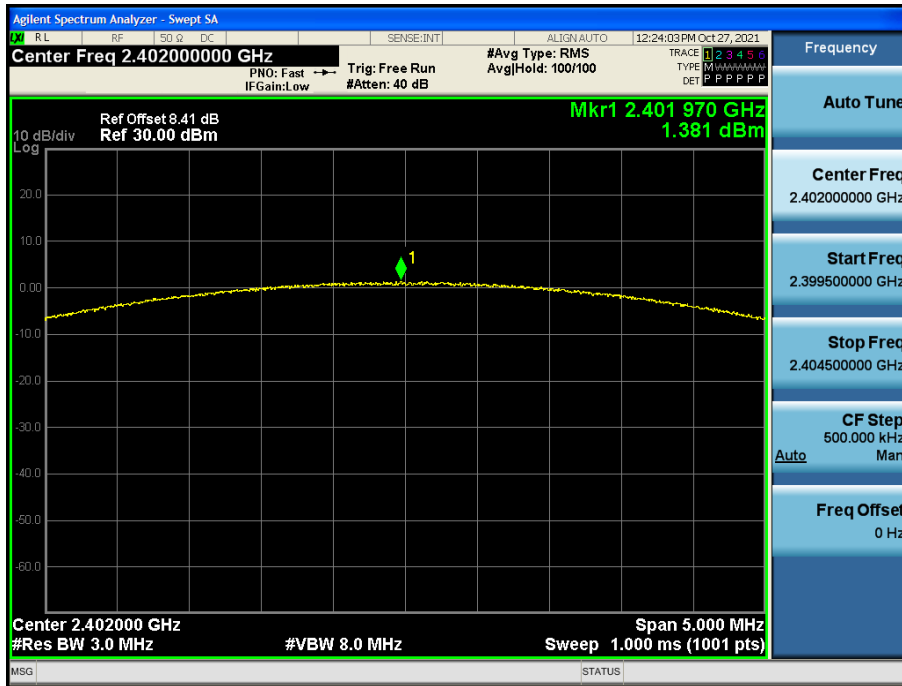 Agilent Spectrum Analyzer - Swept SA
LXI RL RF 50 Ω DC SENSE:INT ALIGN AUTO 12:24:03 PM Oct 27, 2021
Center Freq 2.402000000 GHz
PNO: Fast
IFGain:Low
Trig: Free Run
#Atten: 40 dB
#Avg Type: RMS
Avg|Hold: 100/100
TRACE 1 2 3 4 5 6
TYPE M WWWWW
DET P P P P P P
Mkr1 2.401 970 GHz
1.381 dBm
Ref Offset 8.41 dB
10 dB/div Ref 30.00 dBm
Log
20.0
10.0
1
0.00
-10.0
-20.0
-30.0
-40.0
-50.0
-60.0
Center 2.402000 GHz Span 5.000 MHz
#Res BW 3.0 MHz #VBW 8.0 MHz Sweep 1.000 ms (1001 pts)
MSG STATUS
Frequency
Auto Tune
Center Freq
2.402000000 GHz
Start Freq
2.399500000 GHz
Stop Freq
2.404500000 GHz
CF Step
500.000 kHz
Auto Man
Freq Offset
0 Hz